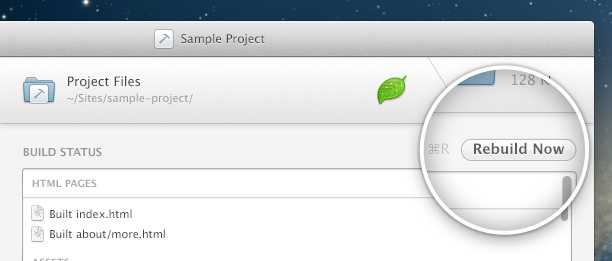 Sample Project
Project Files
~/Sites/sample-project/
128
BUILD STATUS
⌘R Rebuild Now
HTML PAGES
Built index.html
Built about/more.html
ASSETS